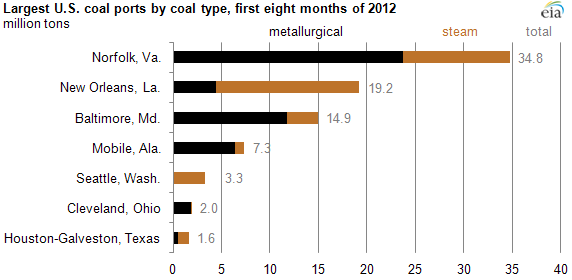 Largest U.S. coal ports by coal type, first eight months of 2012
million tons
eia
metallurgical steam total
Norfolk, Va. 34.8
New Orleans, La. 19.2
Baltimore, Md. 14.9
Mobile, Ala. 7.3
Seattle, Wash. 3.3
Cleveland, Ohio 2.0
Houston-Galveston, Texas 1.6
0 5 10 15 20 25 30 35 40